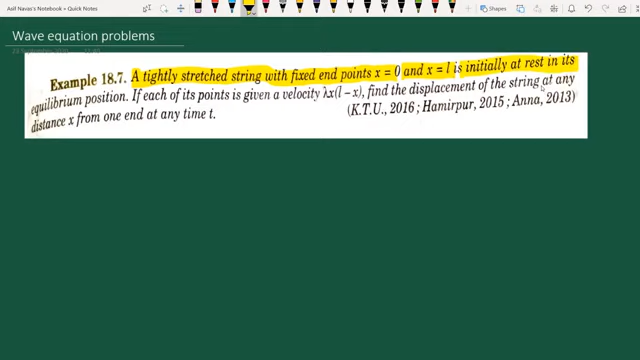 Asif Navas's Notebook » Quick Notes
Shapes
Wave equation problems
Example 18.7. A tightly stretched string with fixed end points x = 0 and x = l is initially at rest in its
equilibrium position. If each of its points is given a velocity λx(l – x), find the displacement of the string at any
distance x from one end at any time t.
(K.T.U., 2016 ; Hamirpur, 2015 ; Anna, 2013)